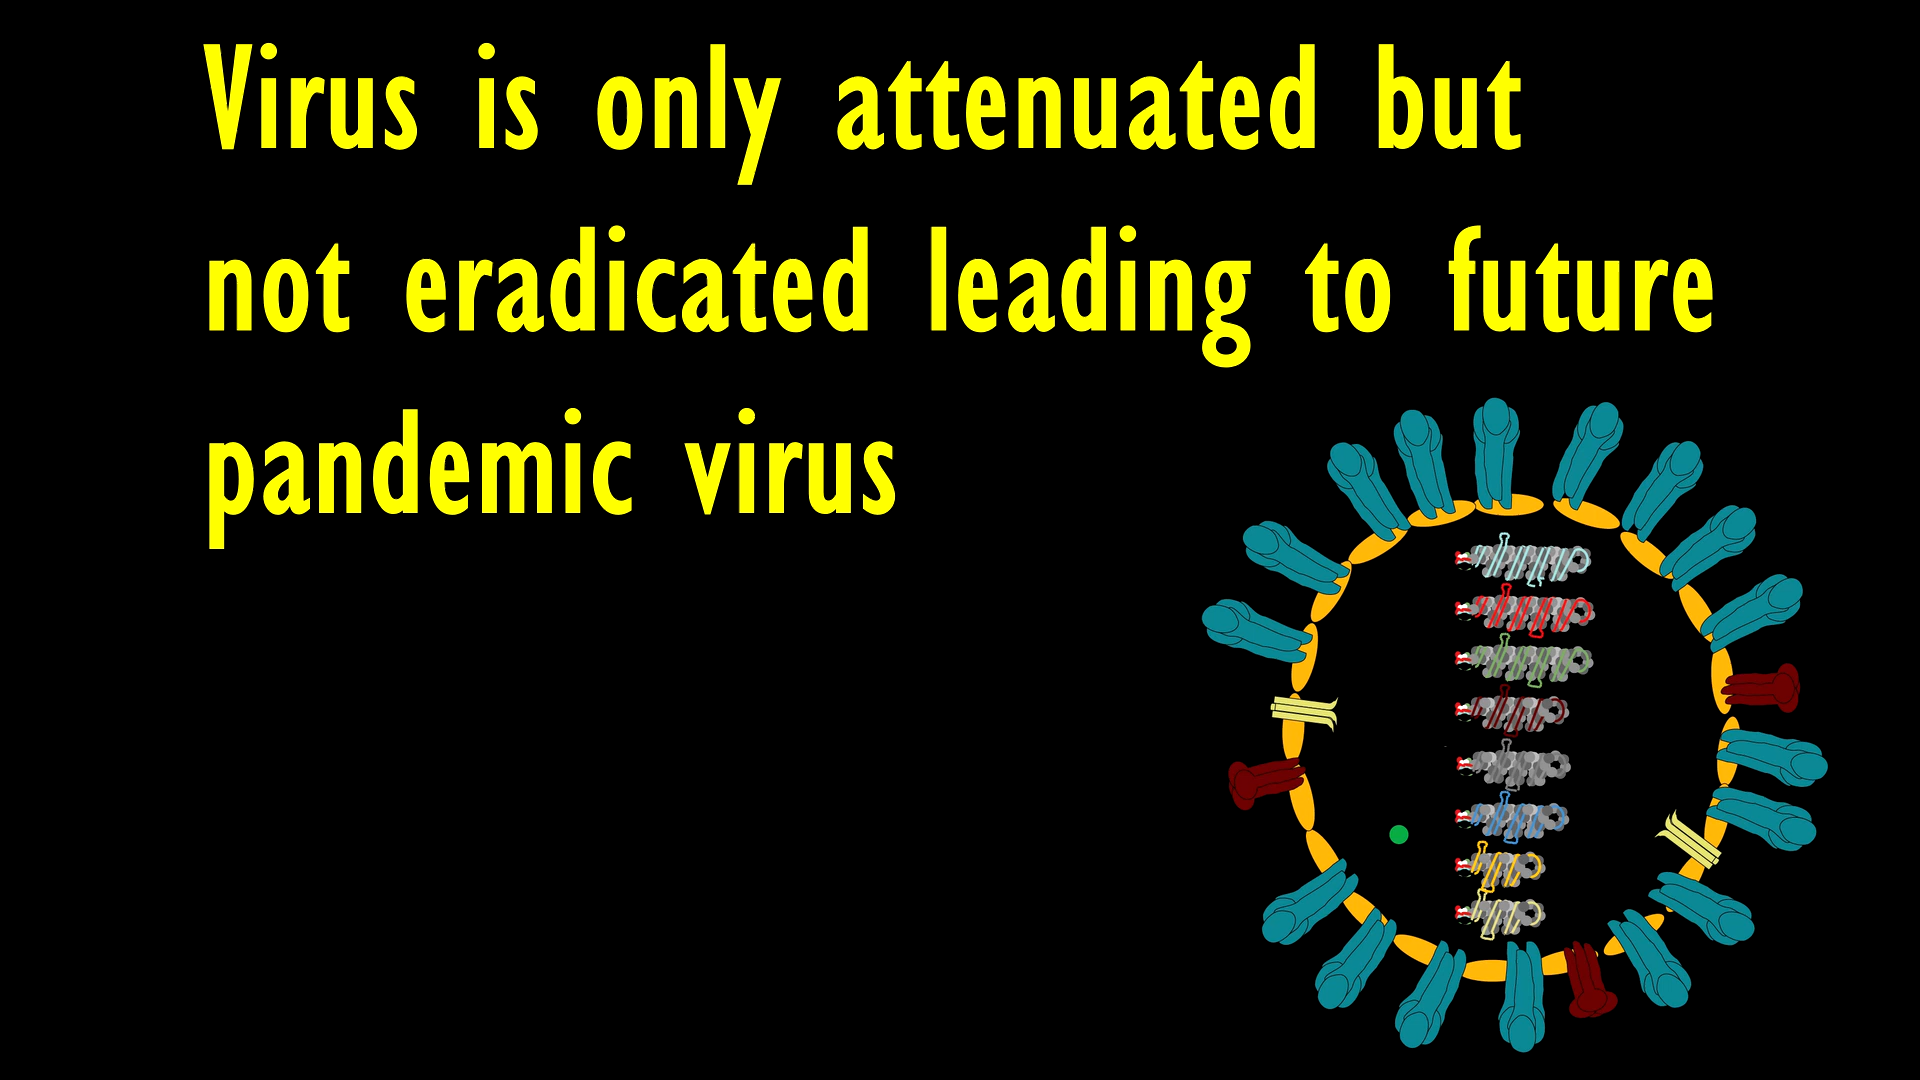 Virus is only attenuated but
not eradicated leading to future
pandemic virus